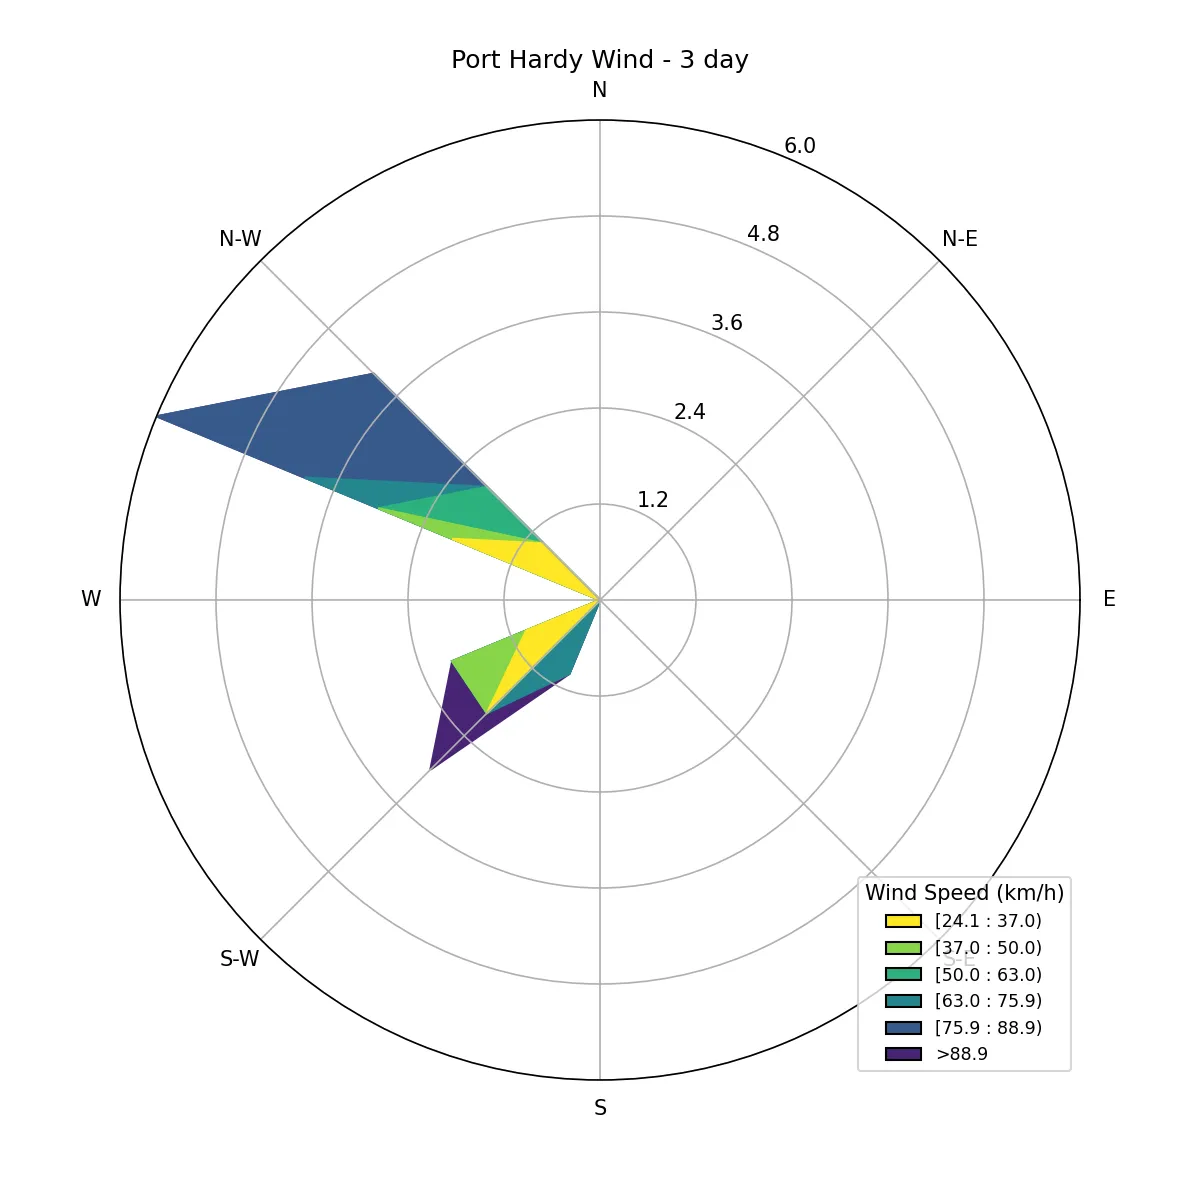 Port Hardy Wind - 3 day
N
6.0
N-W
4.8
N-E
3.6
2.4
1.2
W
E
S-W
S-E
Wind Speed (km/h)
[24.1 : 37.0)
[37.0 : 50.0)
[50.0 : 63.0)
[63.0 : 75.9)
[75.9 : 88.9)
>88.9
S